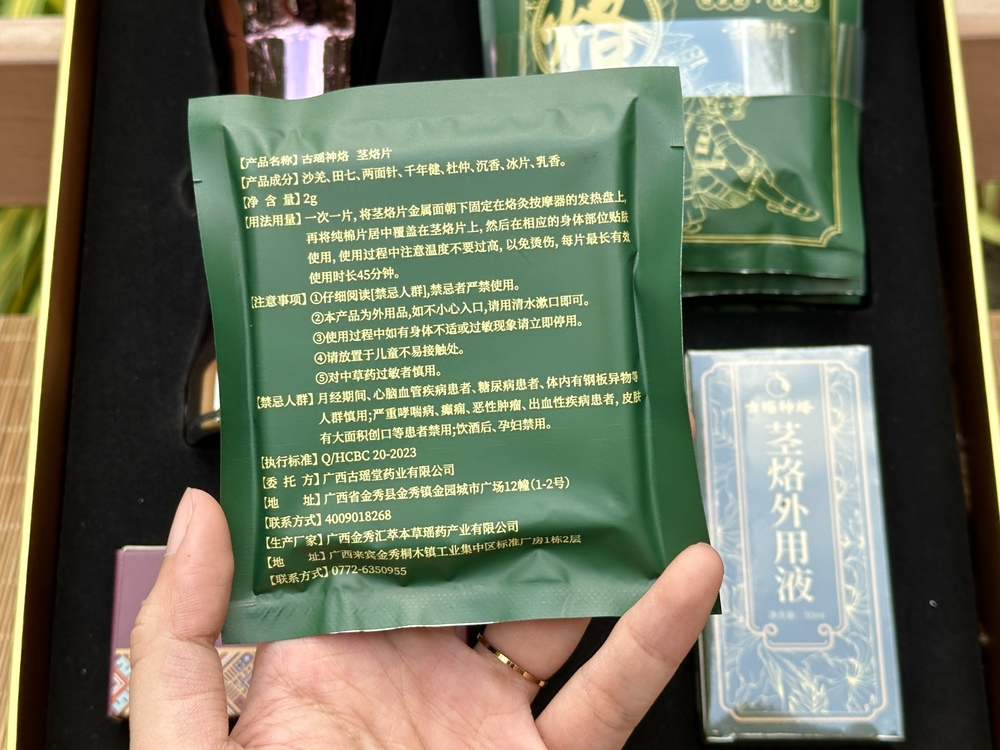 烙
茎烙片
【产品名称】古瑶神烙 茎烙片
【产品成分】沙羌、田七、两面针、千年健、杜仲、沉香、冰片、乳香。
【净 含 量】2g
【用法用量】一次一片, 将茎烙片金属面朝下固定在烙灸按摩器的发热盘上,
再将纯棉片居中覆盖在茎烙片上, 然后在相应的身体部位贴肤
使用, 使用过程中注意温度不要过高, 以免烫伤, 每片最长有效
使用时长45分钟。
【注意事项】①仔细阅读[禁忌人群],禁忌者严禁使用。
②本产品为外用品,如不小心入口,请用清水漱口即可。
③使用过程中如有身体不适或过敏现象请立即停用。
④请放置于儿童不易接触处。
⑤对中草药过敏者慎用。
【禁忌人群】月经期间、心脑血管疾病患者、糖尿病患者、体内有钢板异物等
人群慎用;严重哮喘病、癫痫、恶性肿瘤、出血性疾病患者, 皮肤
有大面积创口等患者禁用;饮酒后、孕妇禁用。
【执行标准】Q/HCBC 20-2023
【委 托 方】广西古瑶堂药业有限公司
【地 址】广西省金秀县金秀镇金园城市广场12幢(1-2号)
【联系方式】4009018268
【生产厂家】广西金秀汇萃本草瑶药产业有限公司
【地 址】广西来宾金秀桐木镇工业集中区标准厂房1栋2层
【联系方式】0772-6350955
古瑶神烙
茎烙外用液
净含量: 50ml